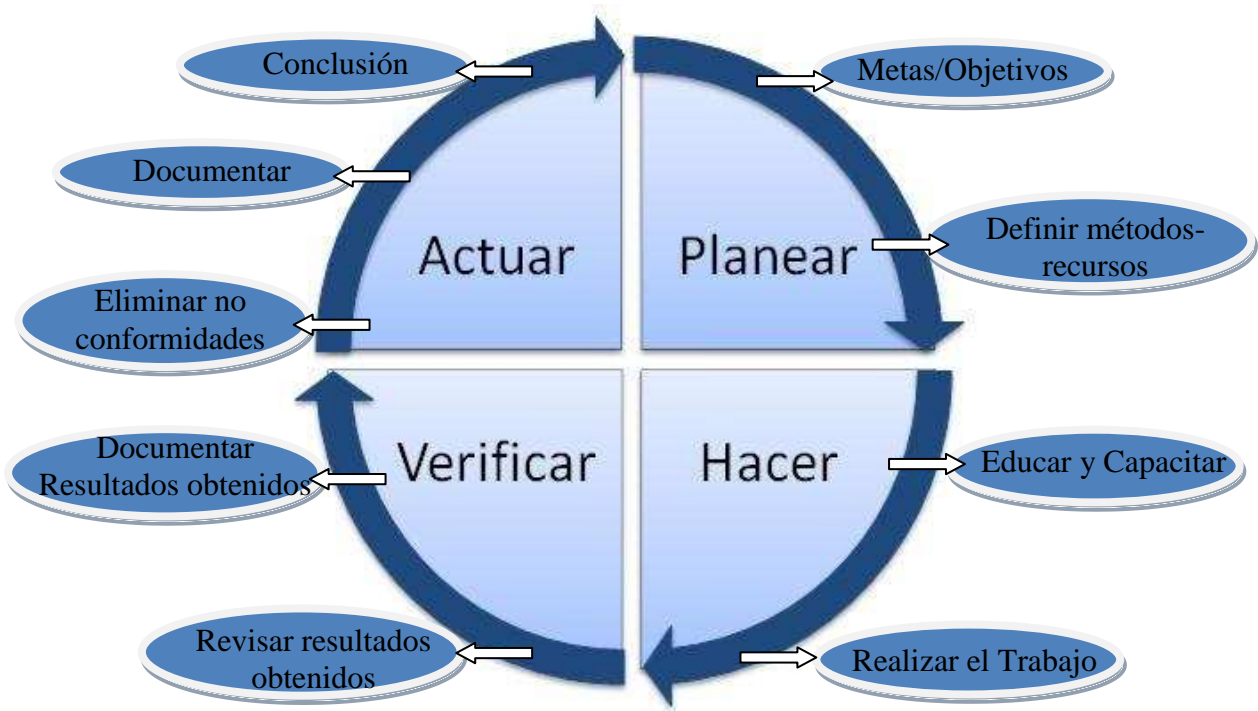 Conclusión
Metas/Objetivos
Documentar
Definir métodos-
recursos
Actuar
Planear
Eliminar no
conformidades
Documentar
Resultados obtenidos
Verificar
Hacer
Educar y Capacitar
Revisar resultados
obtenidos
Realizar el Trabajo